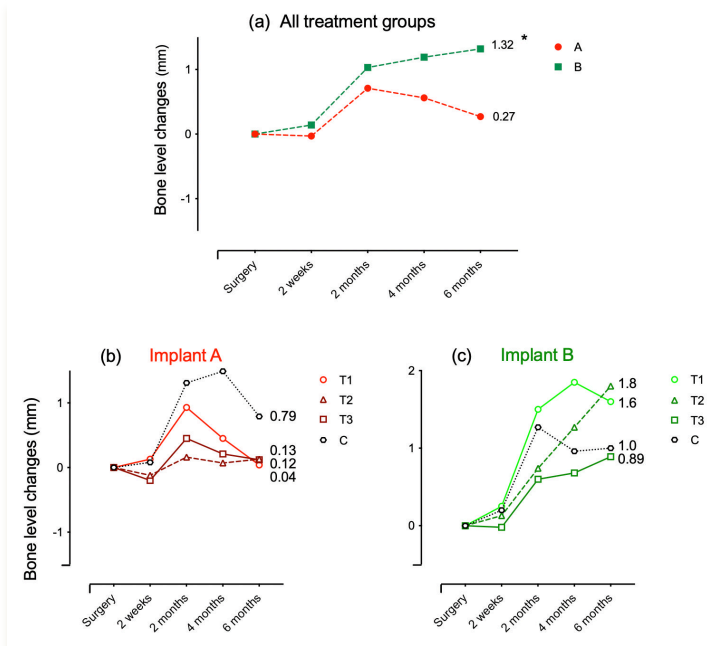 (a) All treatment groups
Bone level changes (mm)
1
0
-1
1.32 *
0.27
A
B
Surgery
2 weeks
2 months
4 months
6 months
(b) Implant A
Bone level changes (mm)
1
0
-1
0.79
0.13
0.12
0.04
T1
T2
T3
C
Surgery
2 weeks
2 months
4 months
6 months
(c) Implant B
2
1
0
1.8
1.6
1.0
0.89
T1
T2
T3
C
Surgery
2 weeks
2 months
4 months
6 months